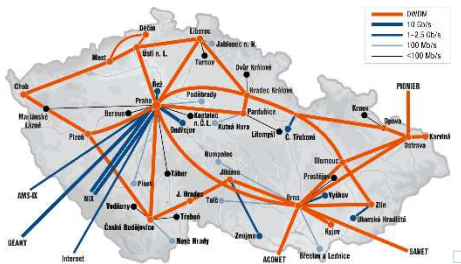 DWDM
10 Gb/s
1–2,5 Gb/s
100 Mb/s
<100 Mb/s
Děčín
Liberec
Jablonec n. N.
Most
Ústí n. L.
Turnov
Dvůr Králové
Cheb
Řež
Poděbrady
Hradec Králové
PIONIER
Praha
Mariánské
Lázně
Beroun
Kostelec
n.Č.L.
Pardubice
Krnov
Opava
Plzeň
Ondřejov
Kutná Hora
Litomyšl
Č. Třebová
Ostrava
Karviná
Humpolec
Olomouc
AMS-IX
Tábor
Jihlava
Prostějov
NIX
Písek
J. Hradec
Brno
Vyškov
Zlín
Vodňany
Telč
Třeboň
Uherské Hradiště
GÉANT
České Budějovice
Kyjov
Nové Hrady
Znojmo
Břeclav a Lednice
Internet
ACONET
SANET